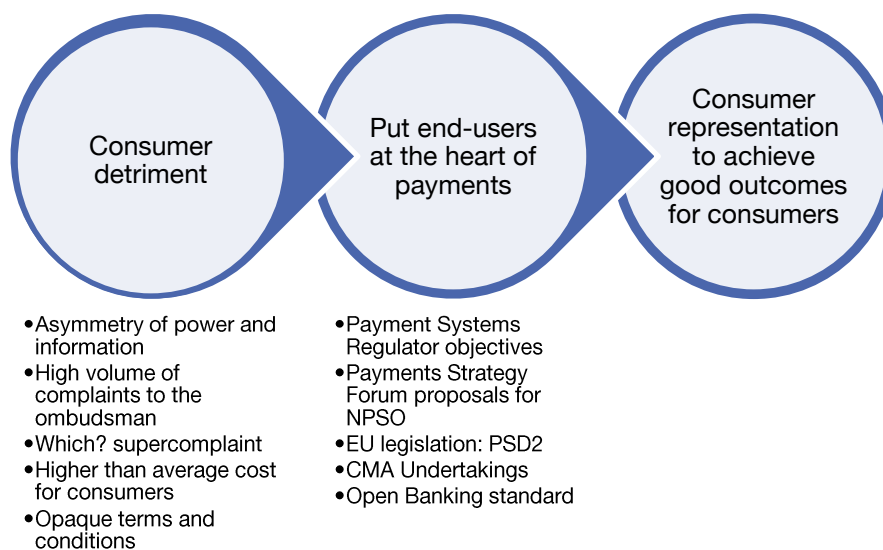 Consumer
detriment
Put end-users
at the heart of
payments
Consumer
representation
to achieve
good outcomes
for consumers
•Asymmetry of power and
information
•High volume of
complaints to the
ombudsman
•Which? supercomplaint
•Higher than average cost
for consumers
•Opaque terms and
conditions
•Payment Systems
Regulator objectives
•Payments Strategy
Forum proposals for
NPSO
•EU legislation: PSD2
•CMA Undertakings
•Open Banking standard